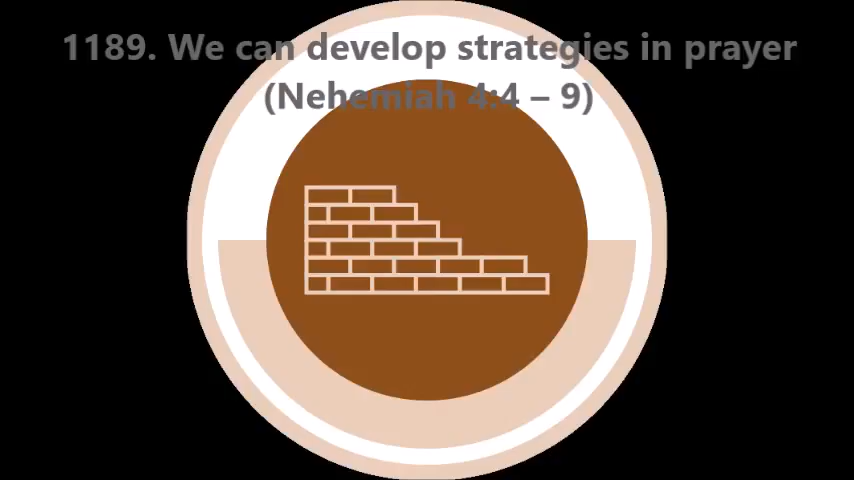 1189. We can develop strategies in prayer
(Nehemiah 4:4 – 9)